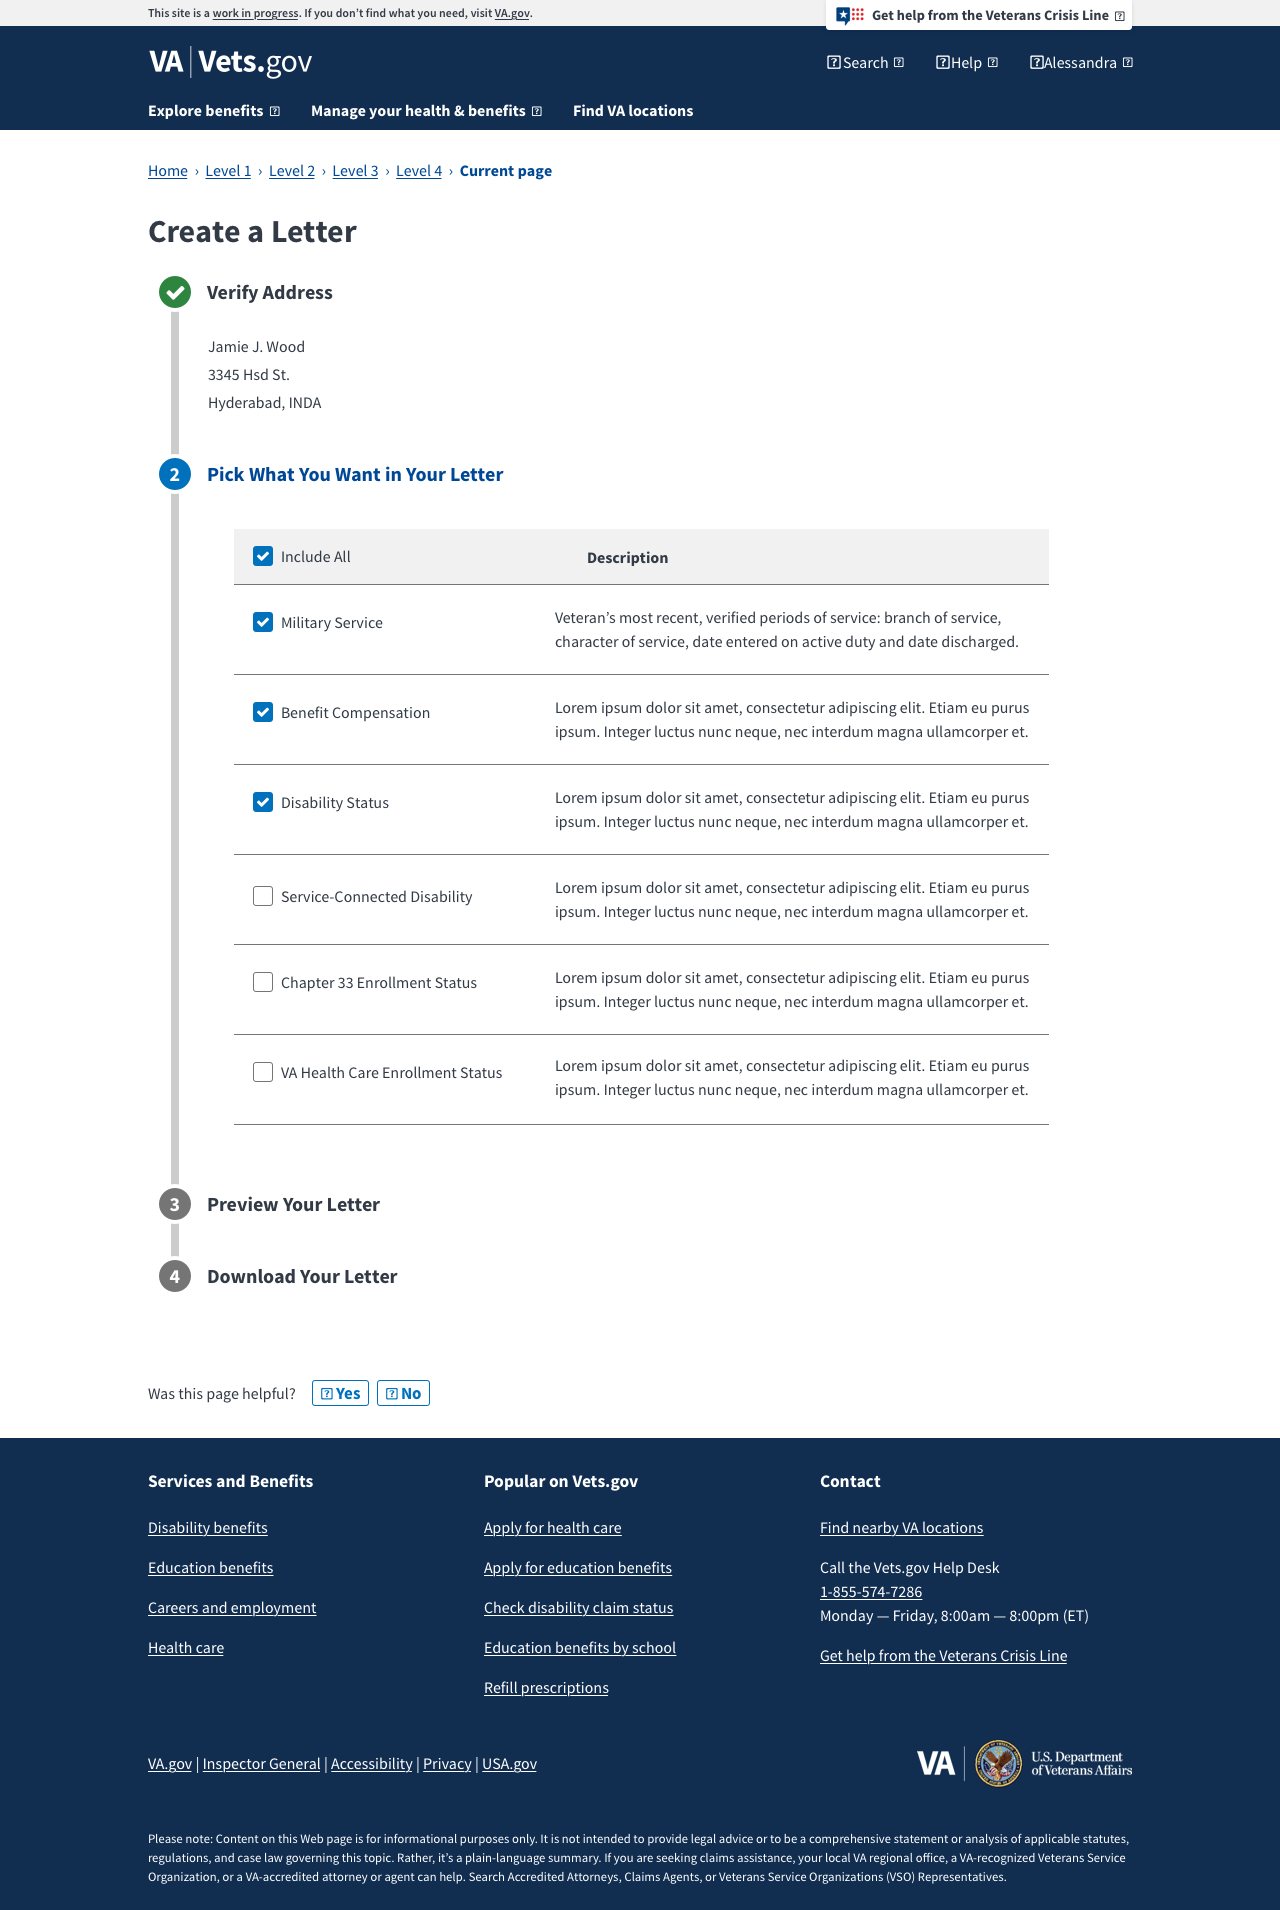 This site is a work in progress. If you don’t find what you need, visit VA.gov.
Get help from the Veterans Crisis Line
VA | Vets.gov
Search
Help
Alessandra
Explore benefits
Manage your health & benefits
Find VA locations
Home › Level 1 › Level 2 › Level 3 › Level 4 › Current page
Create a Letter
Verify Address
Jamie J. Wood
3345 Hsd St.
Hyderabad, INDA
2 Pick What You Want in Your Letter
Include All
Description
Military Service
Veteran’s most recent, verified periods of service: branch of service,
character of service, date entered on active duty and date discharged.
Benefit Compensation
Lorem ipsum dolor sit amet, consectetur adipiscing elit. Etiam eu purus
ipsum. Integer luctus nunc neque, nec interdum magna ullamcorper et.
Disability Status
Lorem ipsum dolor sit amet, consectetur adipiscing elit. Etiam eu purus
ipsum. Integer luctus nunc neque, nec interdum magna ullamcorper et.
Service-Connected Disability
Lorem ipsum dolor sit amet, consectetur adipiscing elit. Etiam eu purus
ipsum. Integer luctus nunc neque, nec interdum magna ullamcorper et.
Chapter 33 Enrollment Status
Lorem ipsum dolor sit amet, consectetur adipiscing elit. Etiam eu purus
ipsum. Integer luctus nunc neque, nec interdum magna ullamcorper et.
VA Health Care Enrollment Status
Lorem ipsum dolor sit amet, consectetur adipiscing elit. Etiam eu purus
ipsum. Integer luctus nunc neque, nec interdum magna ullamcorper et.
3 Preview Your Letter
4 Download Your Letter
Was this page helpful?
Yes
No
Services and Benefits
Disability benefits
Education benefits
Careers and employment
Health care
Popular on Vets.gov
Apply for health care
Apply for education benefits
Check disability claim status
Education benefits by school
Refill prescriptions
Contact
Find nearby VA locations
Call the Vets.gov Help Desk
1-855-574-7286
Monday — Friday, 8:00am — 8:00pm (ET)
Get help from the Veterans Crisis Line
VA.gov | Inspector General | Accessibility | Privacy | USA.gov
VA
U.S. Department
of Veterans Affairs
Please note: Content on this Web page is for informational purposes only. It is not intended to provide legal advice or to be a comprehensive statement or analysis of applicable statutes,
regulations, and case law governing this topic. Rather, it’s a plain-language summary. If you are seeking claims assistance, your local VA regional office, a VA-recognized Veterans Service
Organization, or a VA-accredited attorney or agent can help. Search Accredited Attorneys, Claims Agents, or Veterans Service Organizations (VSO) Representatives.